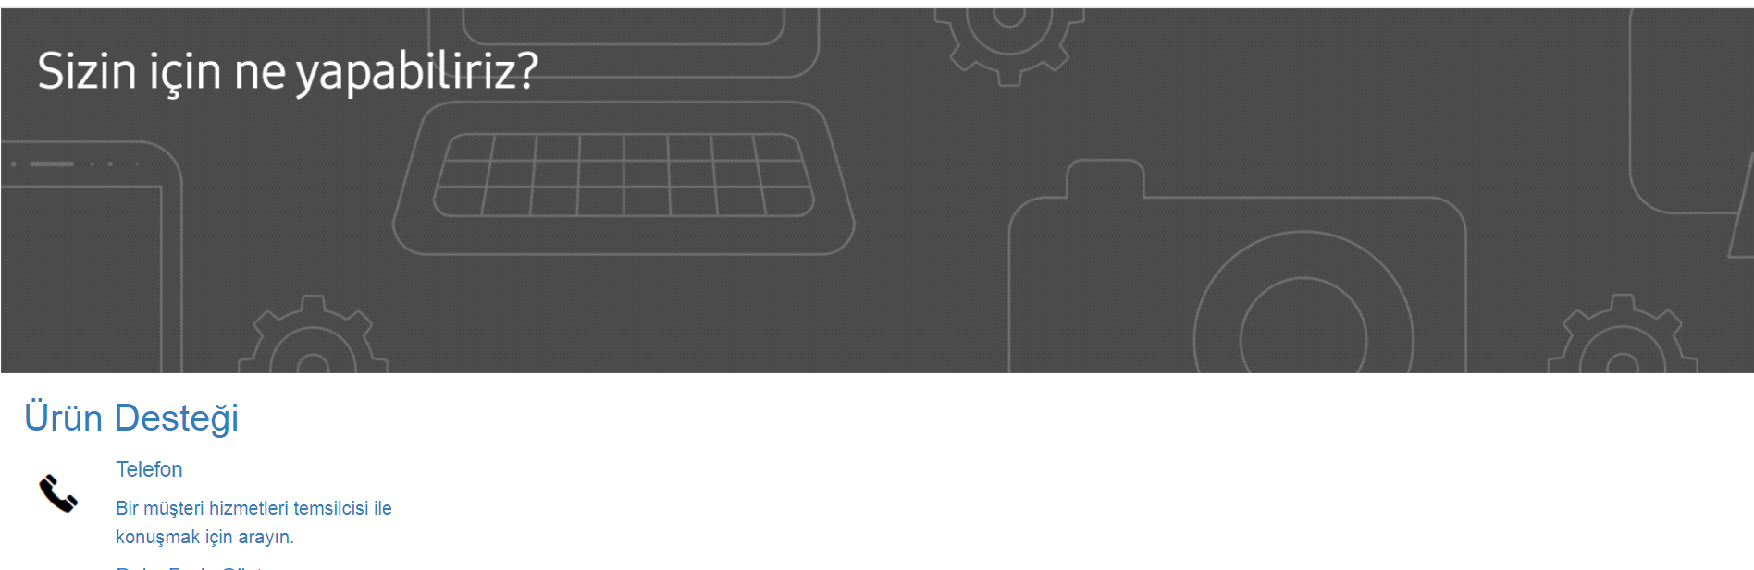 Sizin için ne yapabiliriz?
Ürün Desteği
Telefon
Bir müşteri hizmetleri temsilcisi ile
konuşmak için arayın.